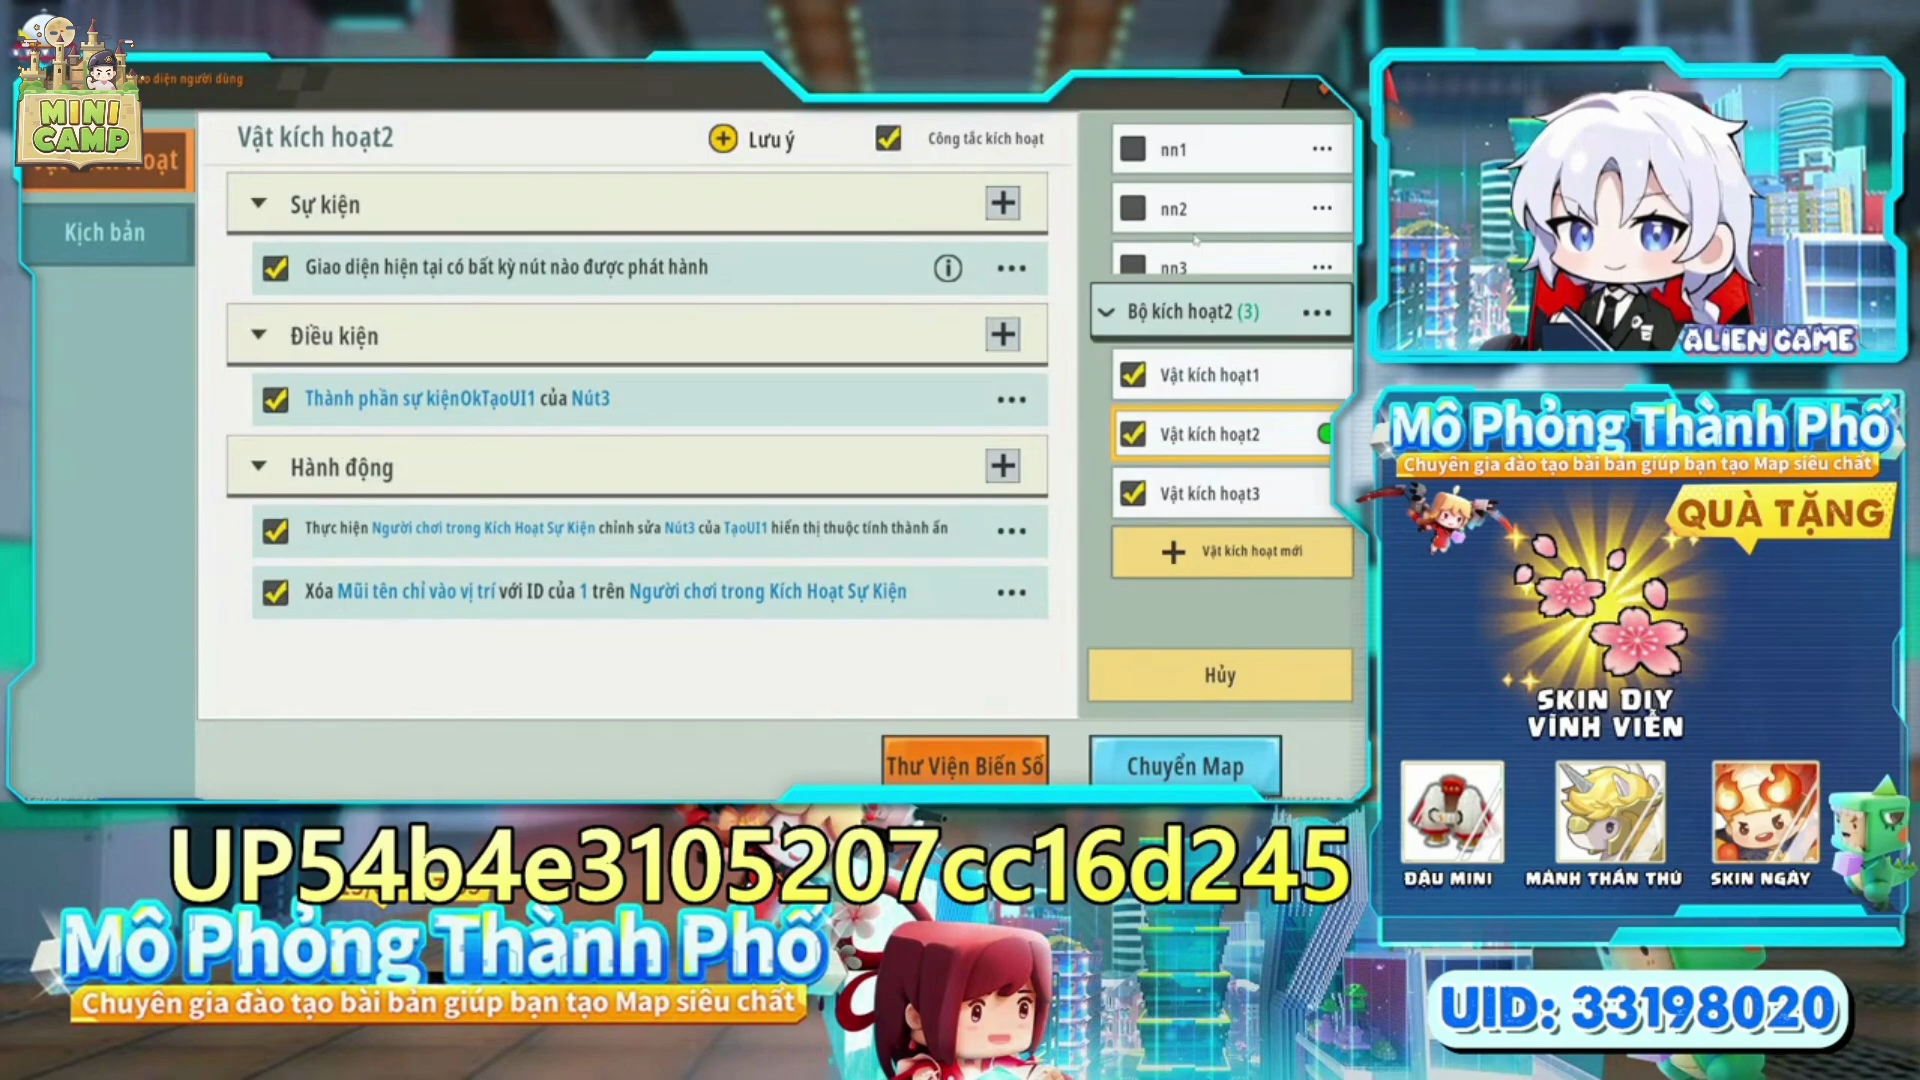 MINI
CAMP
diện người dùng
Kịch bản
Vật kích hoạt2
Lưu ý
Công tắc kích hoạt
Sự kiện
Giao diện hiện tại có bất kỳ nút nào được phát hành
Điều kiện
Thành phần sự kiệnOkTạoUI1 của Nút3
Hành động
Thực hiện Người chơi trong Kích Hoạt Sự Kiện chỉnh sửa Nút3 của TạoUI1 hiển thị thuộc tính thành ẩn
Xóa Mũi tên chỉ vào vị trí với ID của 1 trên Người chơi trong Kích Hoạt Sự Kiện
nn1
nn2
nn3
Bộ kích hoạt2 (3)
Vật kích hoạt1
Vật kích hoạt2
Vật kích hoạt3
Vật kích hoạt mới
Hủy
Thư Viện Biến Số
Chuyển Map
ALIEN GAME
Mô Phỏng Thành Phố
Chuyên gia đào tạo bài bản giúp bạn tạo Map siêu chất
QUÀ TẶNG
SKIN DIY
VĨNH VIỄN
ĐẬU MINI
MẢNH THẦN THÚ
SKIN NGÀY
UP54b4e3105207cc16d245
Mô Phỏng Thành Phố
Chuyên gia đào tạo bài bản giúp bạn tạo Map siêu chất
UID: 33198020